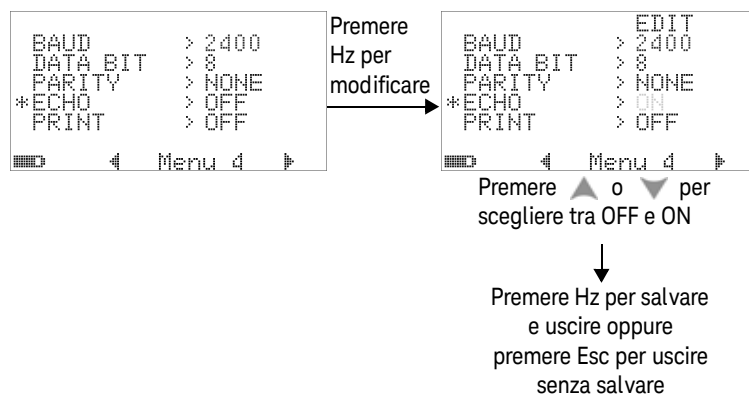 BAUD > 2400
DATA BIT > 8
PARITY > NONE
*ECHO > OFF
PRINT > OFF
Menu 4
Premere
Hz per
modificare
EDIT
BAUD > 2400
DATA BIT > 8
PARITY > NONE
*ECHO > ON
PRINT > OFF
Menu 4
Premere o per
scegliere tra OFF e ON
Premere Hz per salvare
e uscire oppure
premere Esc per uscire
senza salvare